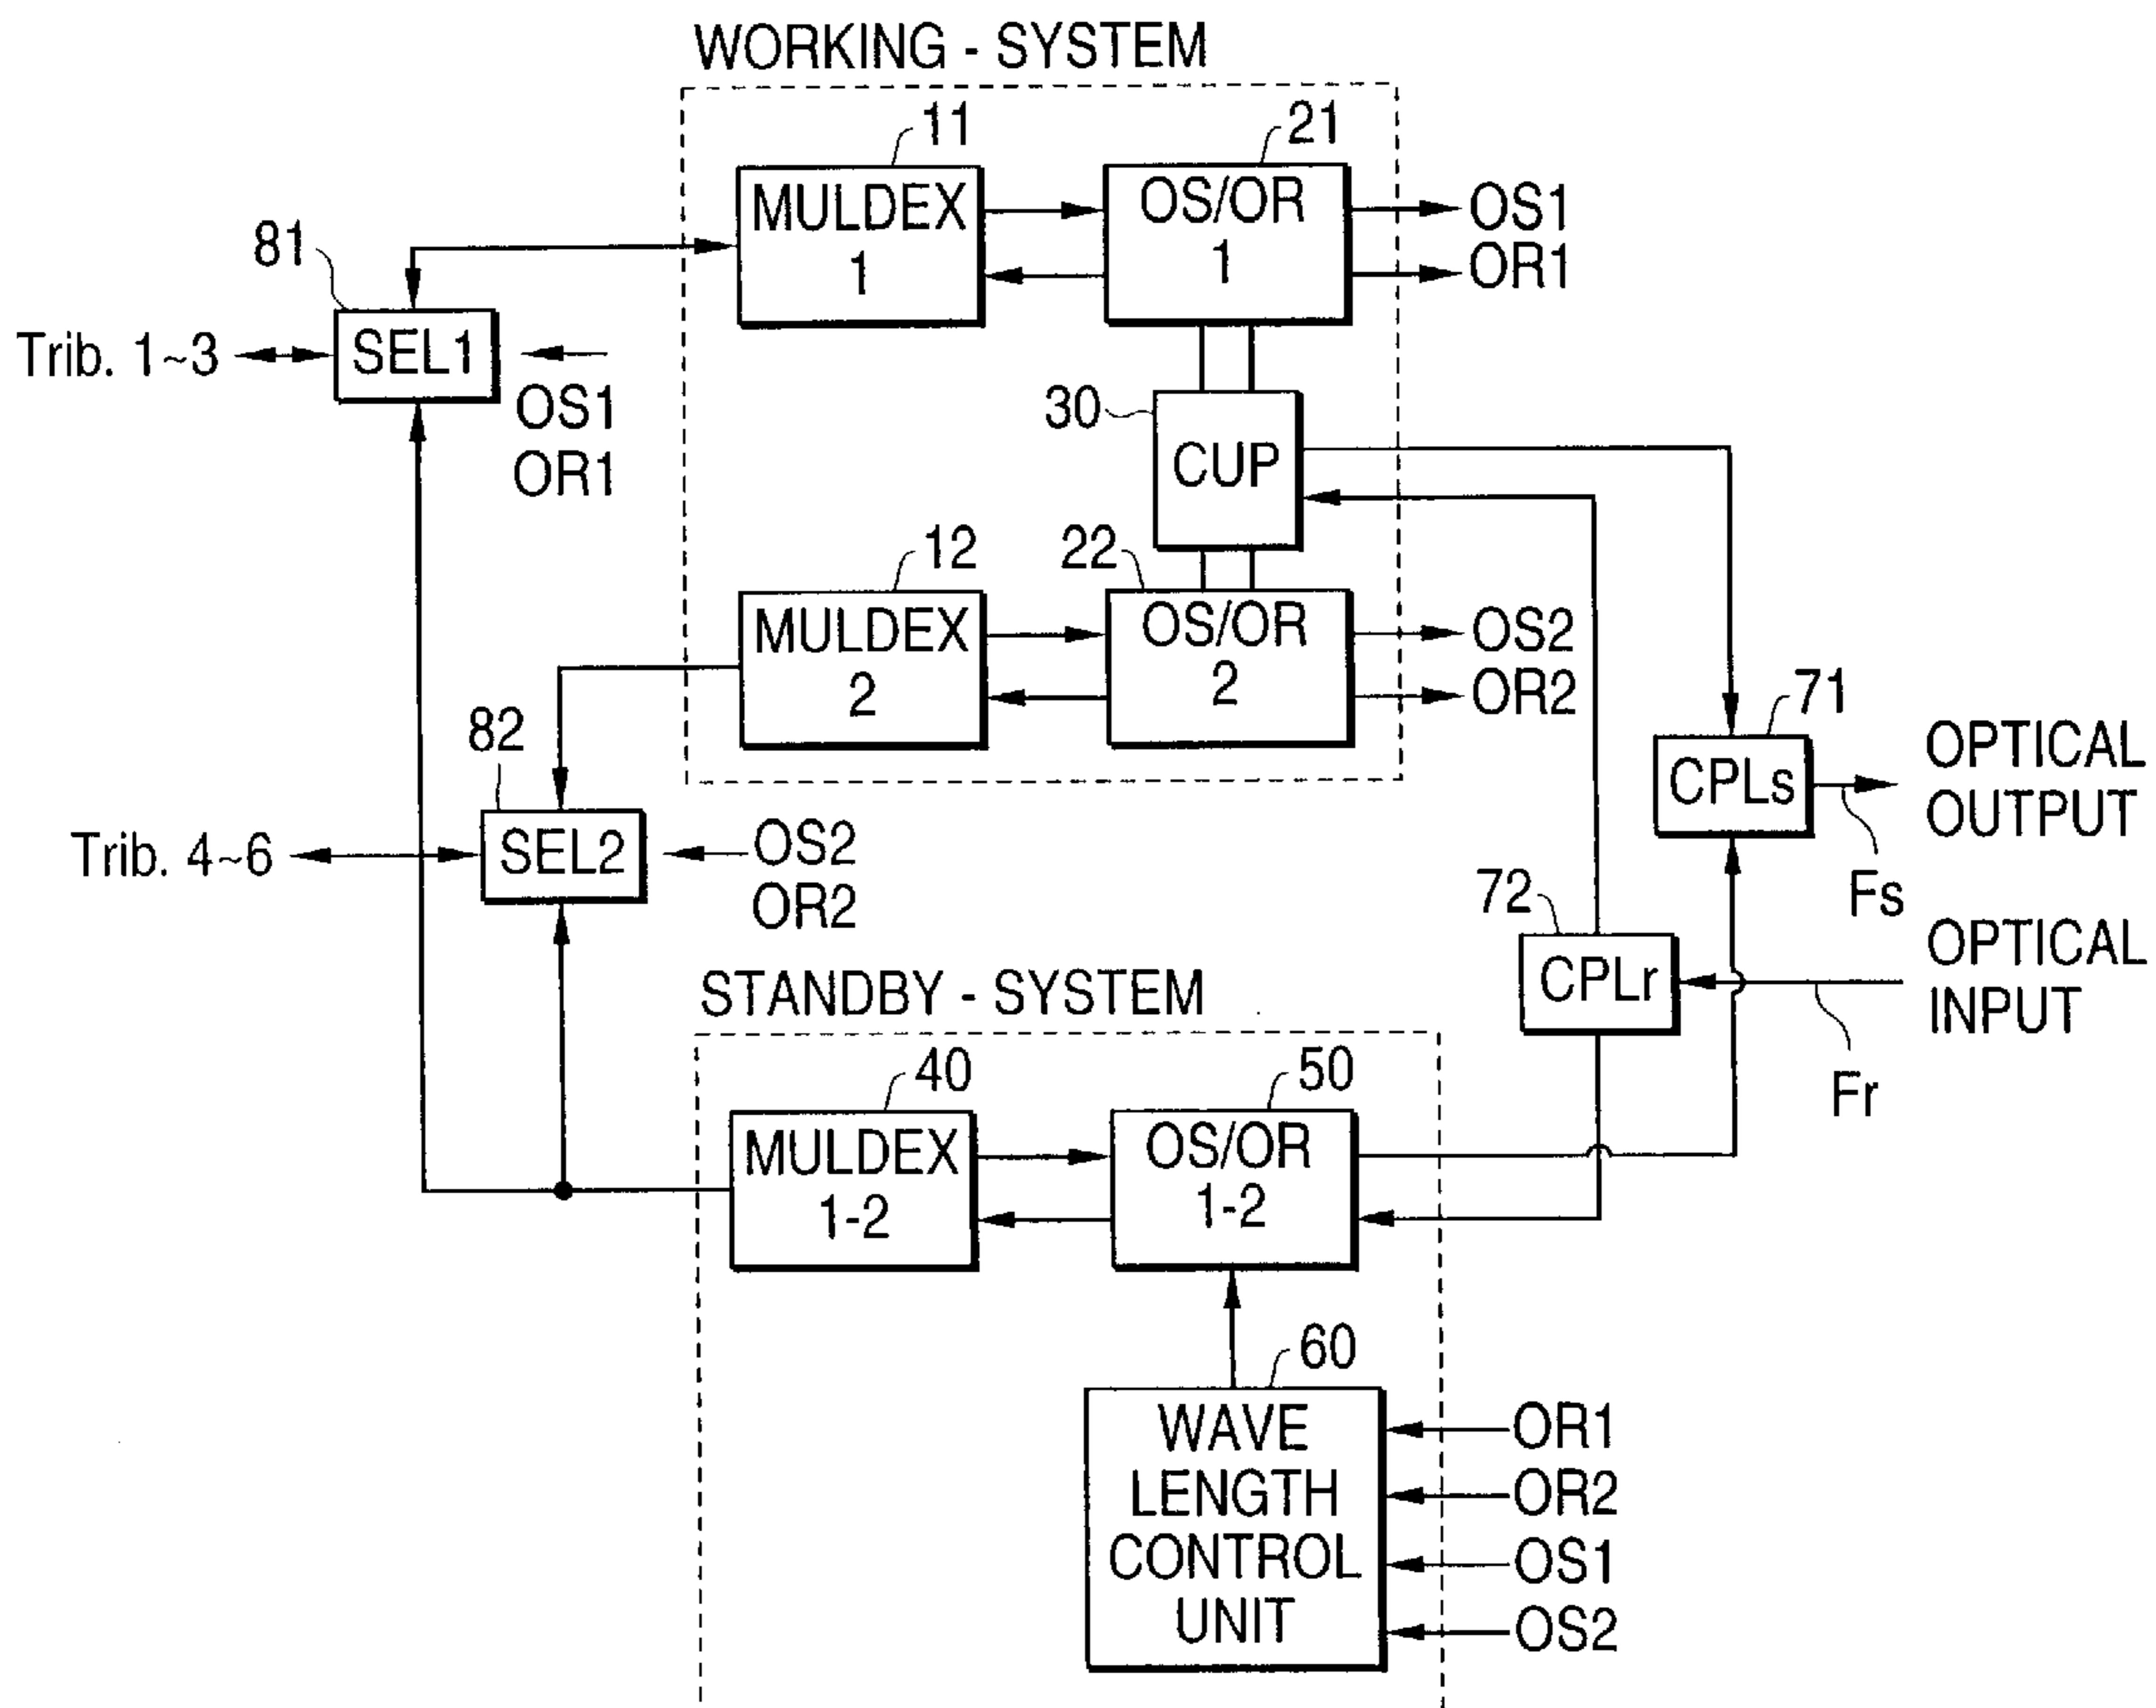 WORKING - SYSTEM
11
21
MULDEX
1
OS/OR
1
OS1
OR1
81
Trib. 1~3
SEL1
OS1
OR1
30
CUP
12
22
MULDEX
2
OS/OR
2
OS2
OR2
82
Trib. 4~6
SEL2
OS2
OR2
71
CPLs
OPTICAL
OUTPUT
Fs
72
CPLr
OPTICAL
INPUT
Fr
STANDBY - SYSTEM
40
50
MULDEX
1-2
OS/OR
1-2
60
WAVE
LENGTH
CONTROL
UNIT
OR1
OR2
OS1
OS2